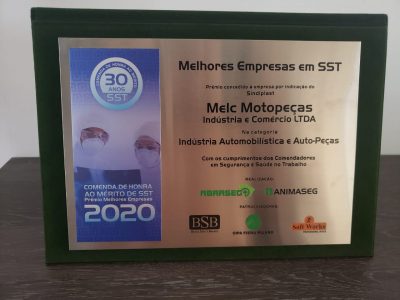 30
ANOS
SST
COMENDA DE HONRA
AO MÉRITO DE SST
Prêmio Melhores Empresas
2020
Melhores Empresas em SST
Prêmio concedido a empresa por indicação do
Sindiplast
Melc Motopeças
Indústria e Comércio LTDA
Na categoria
Indústria Automobilística e Auto-Peças
Com os cumprimentos dos Comendadores
em Segurança e Saúde no Trabalho
REALIZAÇÃO:
ABRASEG
ANIMASEG
BSB
Soft Works